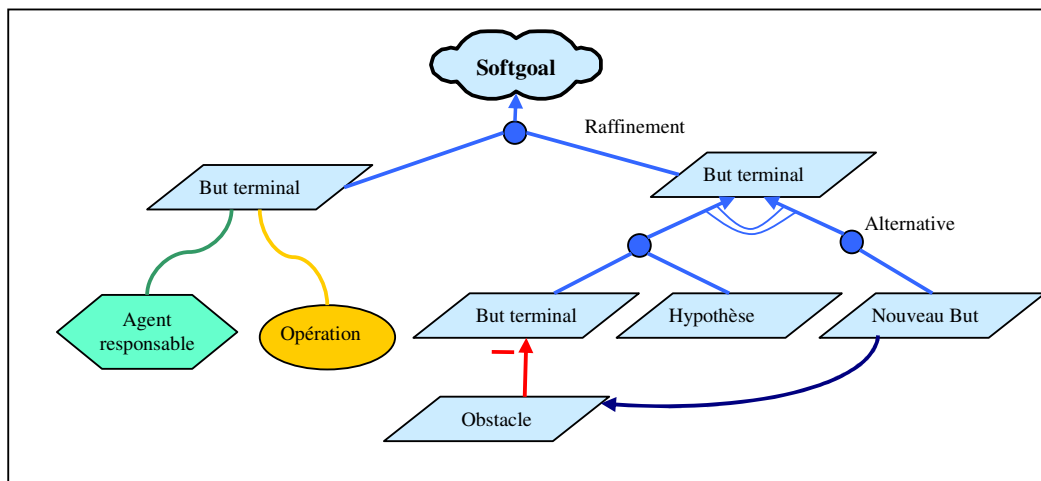 Softgoal
Raffinement
But terminal
But terminal
Alternative
Agent
responsable
Opération
But terminal
Hypothèse
Nouveau But
Obstacle